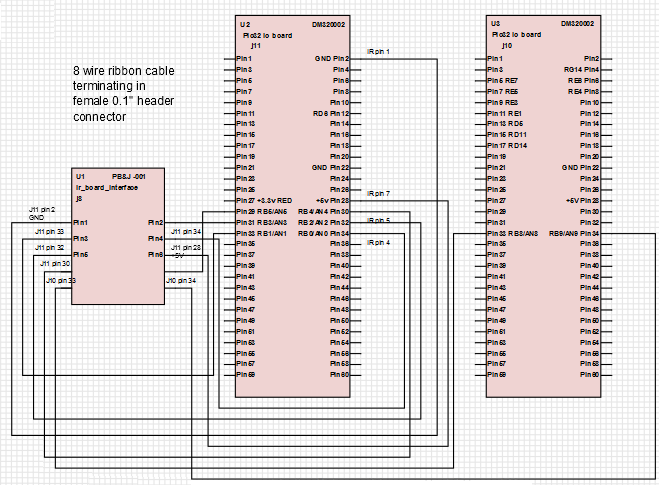 8 wire ribbon cable
terminating in
female 0.1" header
connector
U1 PB8J -001
Ir_board_interface
j8
J11 pin 2
GND
Pin1 Pin2
J11 pin 33 J11 pin 34
Pin3 Pin4
J11 pin 32 J11 pin 28
+5V
Pin5 Pin6
J11 pin 30
J10 pin 33 J10 pin 34
U2 DM320002
Pic32 Io board
j11
Pin1 GND Pin2
Pin3 Pin4
Pin5 Pin6
Pin7 Pin8
Pin9 Pin10
Pin11 RD6 Pin12
Pin13 Pin14
Pin15 Pin16
Pin17 Pin18
Pin19 Pin20
Pin21 GND Pin22
Pin23 Pin24
Pin25 Pin26
Pin27 +3.3v RED +5v Pin28
Pin29 RB5/AN5 RB4/AN4 Pin30
Pin31 RB3/AN3 RB2/AN2 Pin32
Pin33 RB1/AN1 RB0/AN0 Pin34
Pin35 Pin36
Pin37 Pin38
Pin39 Pin40
Pin41 Pin42
Pin43 Pin44
Pin45 Pin46
Pin47 Pin48
Pin49 Pin50
Pin51 Pin52
Pin53 Pin54
Pin55 Pin56
Pin57 Pin58
Pin59 Pin60
IR pin 1
IR pin 7
IR pin 5
IR pin 4
U3 DM320002
Pic32 Io board
j10
Pin1 Pin2
Pin3 RG14 Pin4
Pin5 RE7 RE6 Pin6
Pin7 RE5 RE4 Pin8
Pin9 RE3 Pin10
Pin11 RE1 Pin12
Pin13 RD5 Pin14
Pin15 RD11 Pin16
Pin17 RD14 Pin18
Pin19 Pin20
Pin21 GND Pin22
Pin23 Pin24
Pin25 Pin26
Pin27 +5V Pin28
Pin29 Pin30
Pin31 Pin32
Pin33 RB8/AN8 RB9/AN9 Pin34
Pin35 Pin36
Pin37 Pin38
Pin39 Pin40
Pin41 Pin42
Pin43 Pin44
Pin45 Pin46
Pin47 Pin48
Pin49 Pin50
Pin51 Pin52
Pin53 Pin54
Pin55 Pin56
Pin57 Pin58
Pin59 Pin60